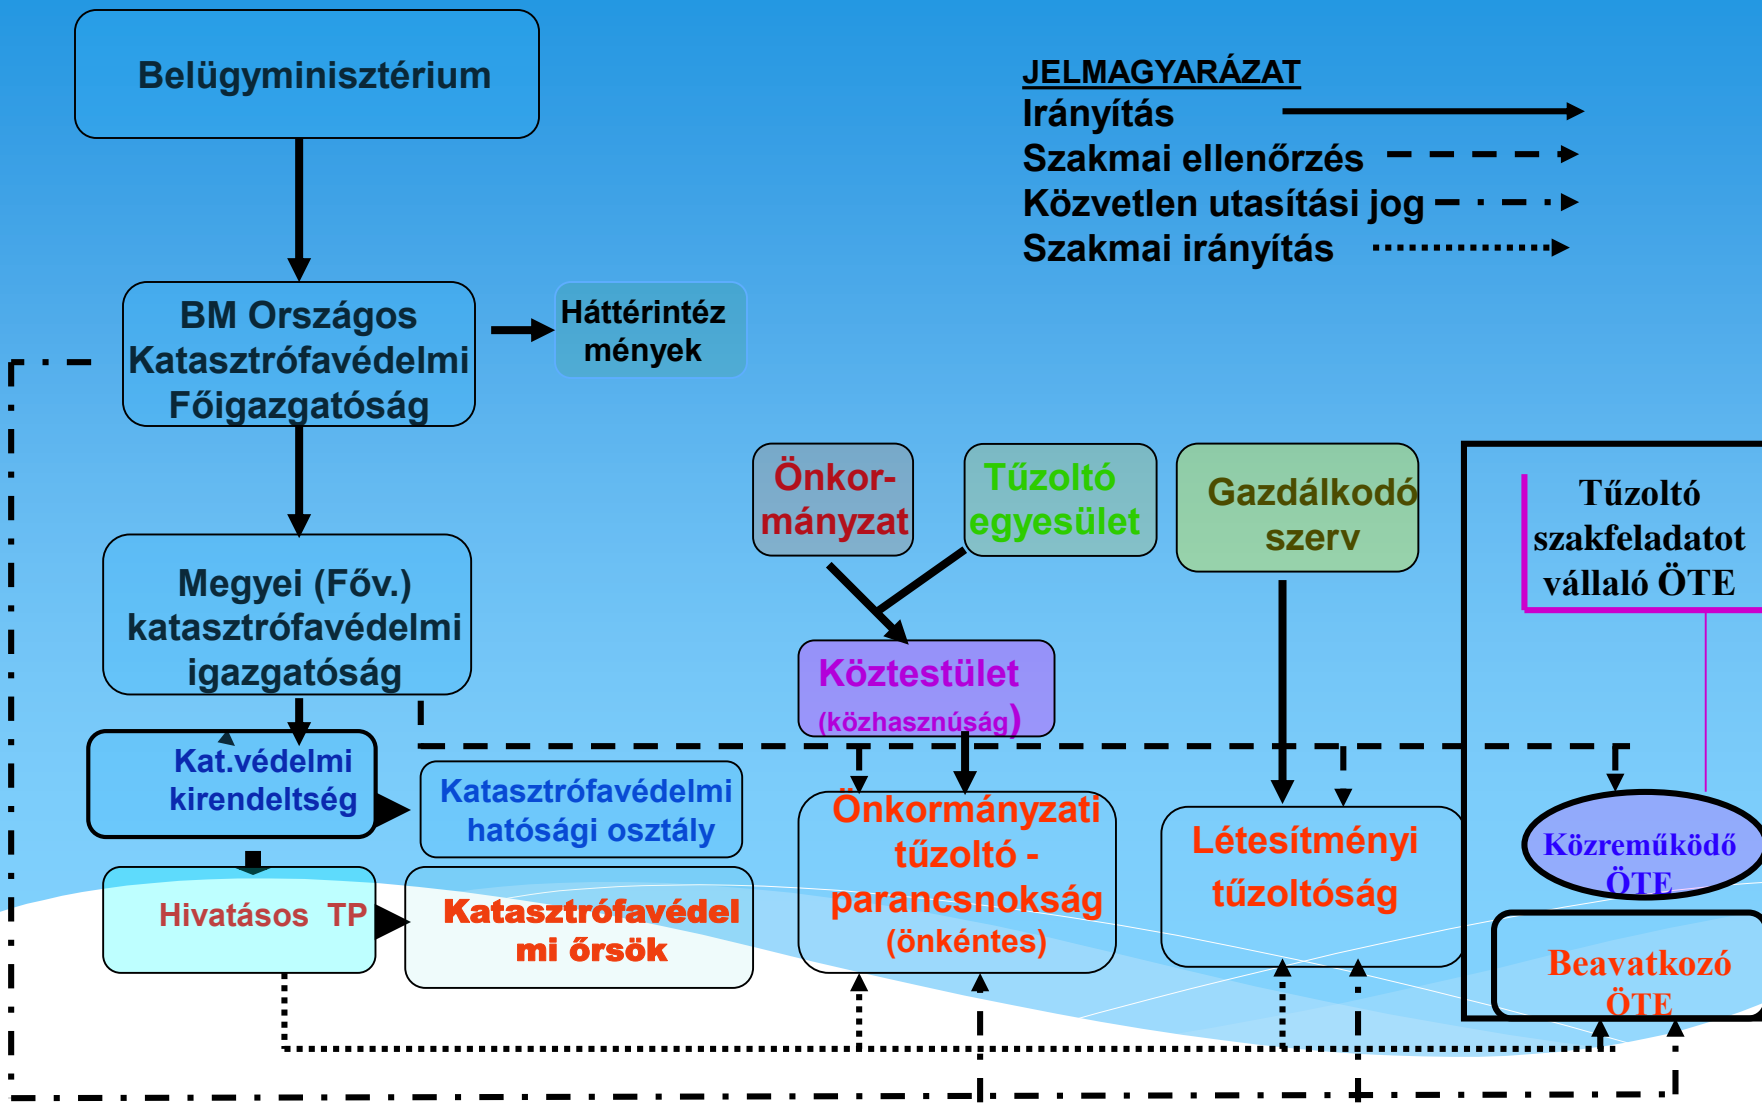 Belügyminisztérium
JELMAGYARÁZAT
Irányítás
Szakmai ellenőrzés
Közvetlen utasítási jog
Szakmai irányítás
BM Országos
Katasztrófavédelmi
Főigazgatóság
Háttérintéz
mények
Önkor-
mányzat
Tűzoltó
egyesület
Gazdálkodó
szerv
Tűzoltó
szakfeladatot
vállaló ÖTE
Megyei (Főv.)
katasztrófavédelmi
igazgatóság
Köztestület
(közhasznúság)
Kat.védelmi
kirendeltség
Katasztrófavédelmi
hatósági osztály
Önkormányzati
tűzoltó -
parancsnokság
(önkéntes)
Létesítményi
tűzoltóság
Közreműködő
ÖTE
Hivatásos TP
Katasztrófavédel
mi őrsök
Beavatkozó
ÖTE